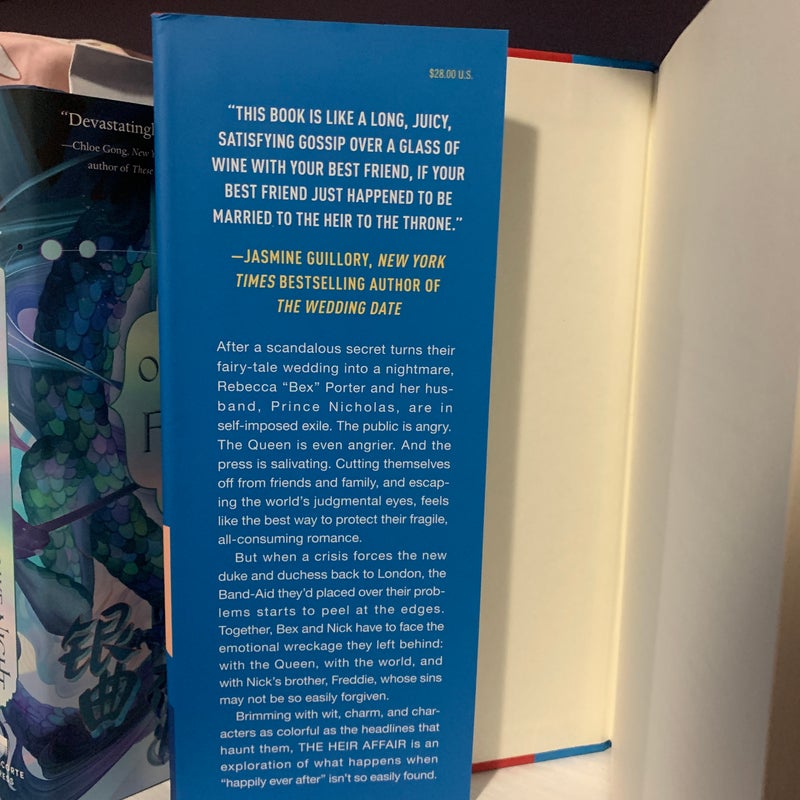 $28.00 U.S.
“THIS BOOK IS LIKE A LONG, JUICY,
SATISFYING GOSSIP OVER A GLASS OF
WINE WITH YOUR BEST FRIEND, IF YOUR
BEST FRIEND JUST HAPPENED TO BE
MARRIED TO THE HEIR TO THE THRONE.”
—JASMINE GUILLORY, NEW YORK
TIMES BESTSELLING AUTHOR OF
THE WEDDING DATE
After a scandalous secret turns their
fairy-tale wedding into a nightmare,
Rebecca “Bex” Porter and her hus-
band, Prince Nicholas, are in
self-imposed exile. The public is angry.
The Queen is even angrier. And the
press is salivating. Cutting themselves
off from friends and family, and escap-
ing the world’s judgmental eyes, feels
like the best way to protect their fragile,
all-consuming romance.
But when a crisis forces the new
duke and duchess back to London, the
Band-Aid they’d placed over their prob-
lems starts to peel at the edges.
Together, Bex and Nick have to face the
emotional wreckage they left behind:
with the Queen, with the world, and
with Nick’s brother, Freddie, whose sins
may not be so easily forgiven.
Brimming with wit, charm, and char-
acters as colorful as the headlines that
haunt them, THE HEIR AFFAIR is an
exploration of what happens when
“happily ever after” isn’t so easily found.
—Chloe Gong, New
author of These
银
曲